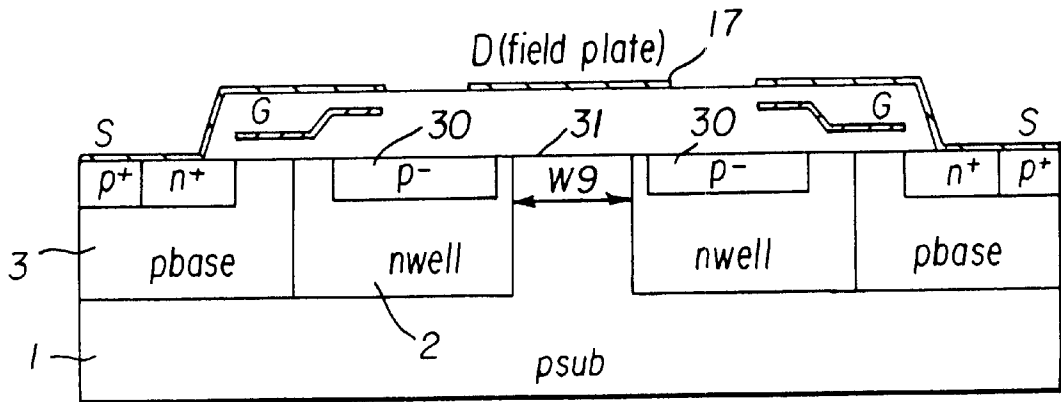 17
D(field plate)
G
G
S
30
31
30
S
p+
n+
p-
W9
p-
n+
p+
3
pbase
nwell
nwell
pbase
2
1
psub